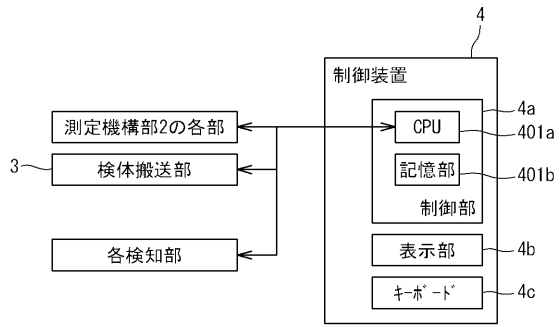 4
制御装置
4a
測定機構部2の各部
CPU
401a
3
検体搬送部
記憶部
401b
制御部
各検知部
表示部
4b
ｷｰﾎﾞｰﾄﾞ
4c